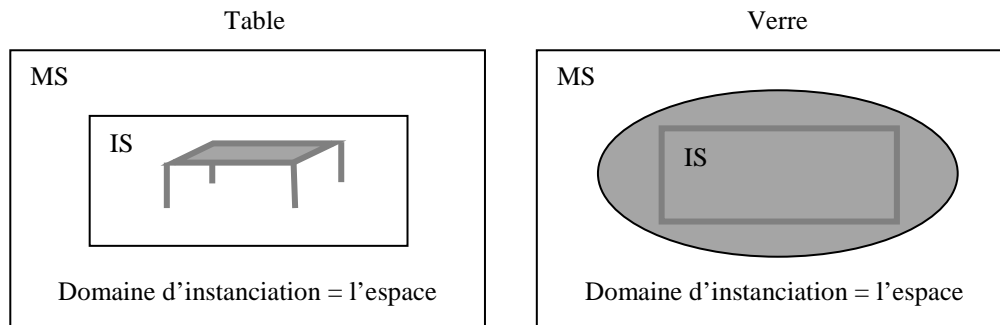 Table
MS
IS
Domaine d’instanciation = l’espace
Verre
MS
IS
Domaine d’instanciation = l’espace